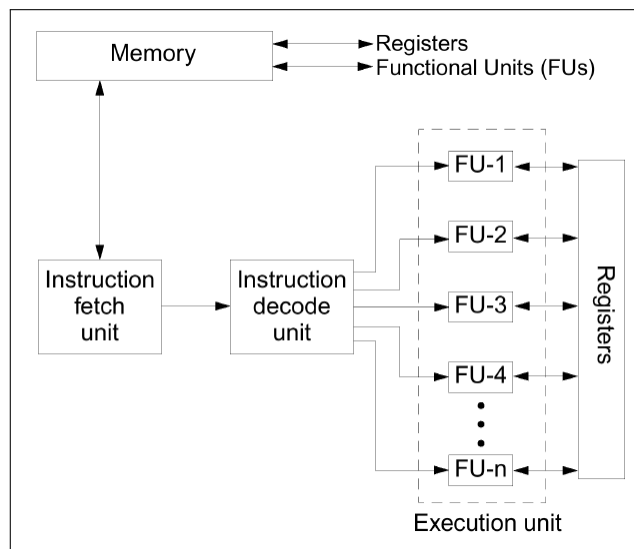 Memory
Registers
Functional Units (FUs)
Instruction
fetch
unit
Instruction
decode
unit
FU-1
FU-2
FU-3
FU-4
FU-n
Registers
Execution unit